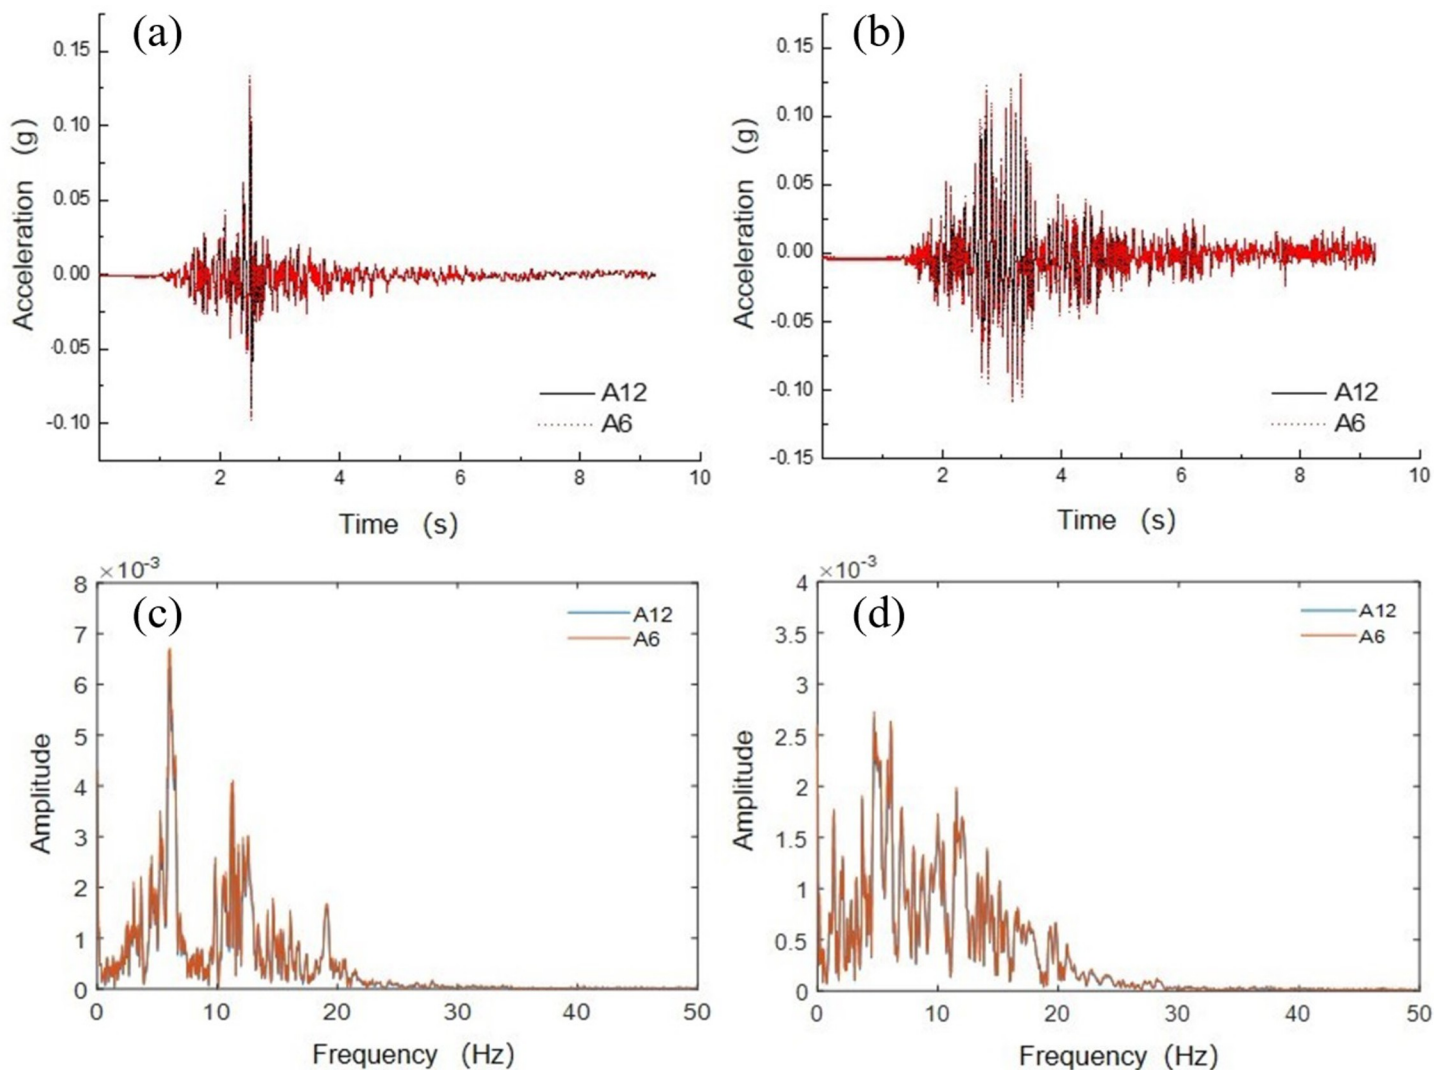 (a)
0.15
0.10
0.05
0.00
0.05
-0.10
Acceleration (g)
A12
A6
2
4
6
8
10
Time (s)
(b)
0.15
0.10
0.05
0.00
-0.05
-0.10
-0.15
Acceleration (g)
A12
A6
2
4
6
8
10
Time (s)
(c)
×10-3
8
7
6
5
4
3
2
1
0
Amplitude
A12
A6
0
10
20
30
40
50
Frequency (Hz)
(d)
×10-3
4
3.5
3
2.5
2
1.5
1
0.5
0
Amplitude
A12
A6
0
10
20
30
40
50
Frequency (Hz)